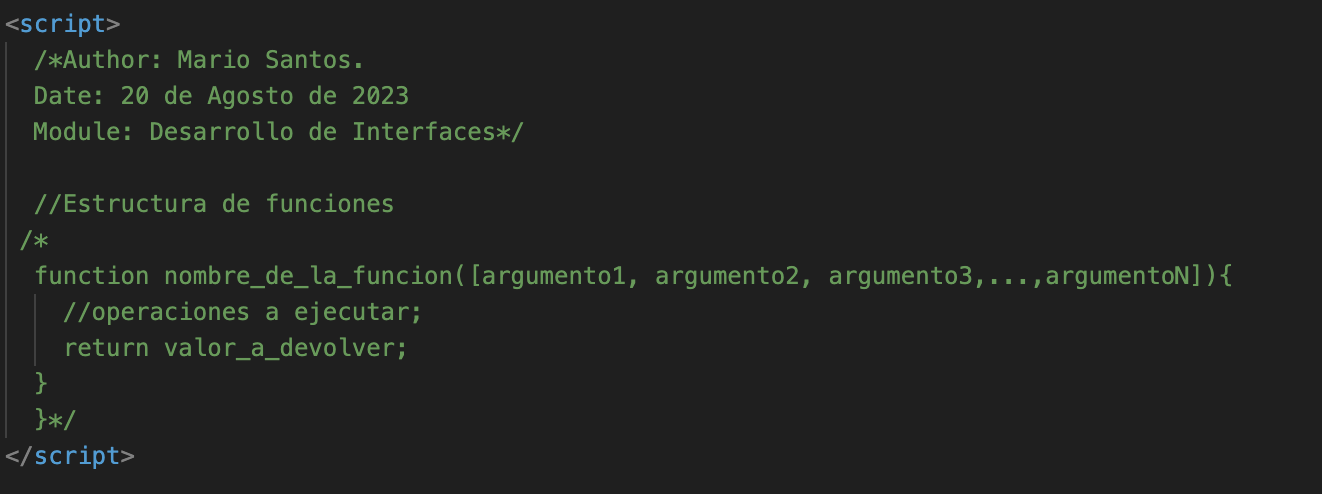 <script>
/*Author: Mario Santos.
Date: 20 de Agosto de 2023
Module: Desarrollo de Interfaces*/
//Estructura de funciones
/*
function nombre_de_la_funcion([argumento1, argumento2, argumento3,...,argumentoN]){
//operaciones a ejecutar;
return valor_a_devolver;
}
}*/
</script>